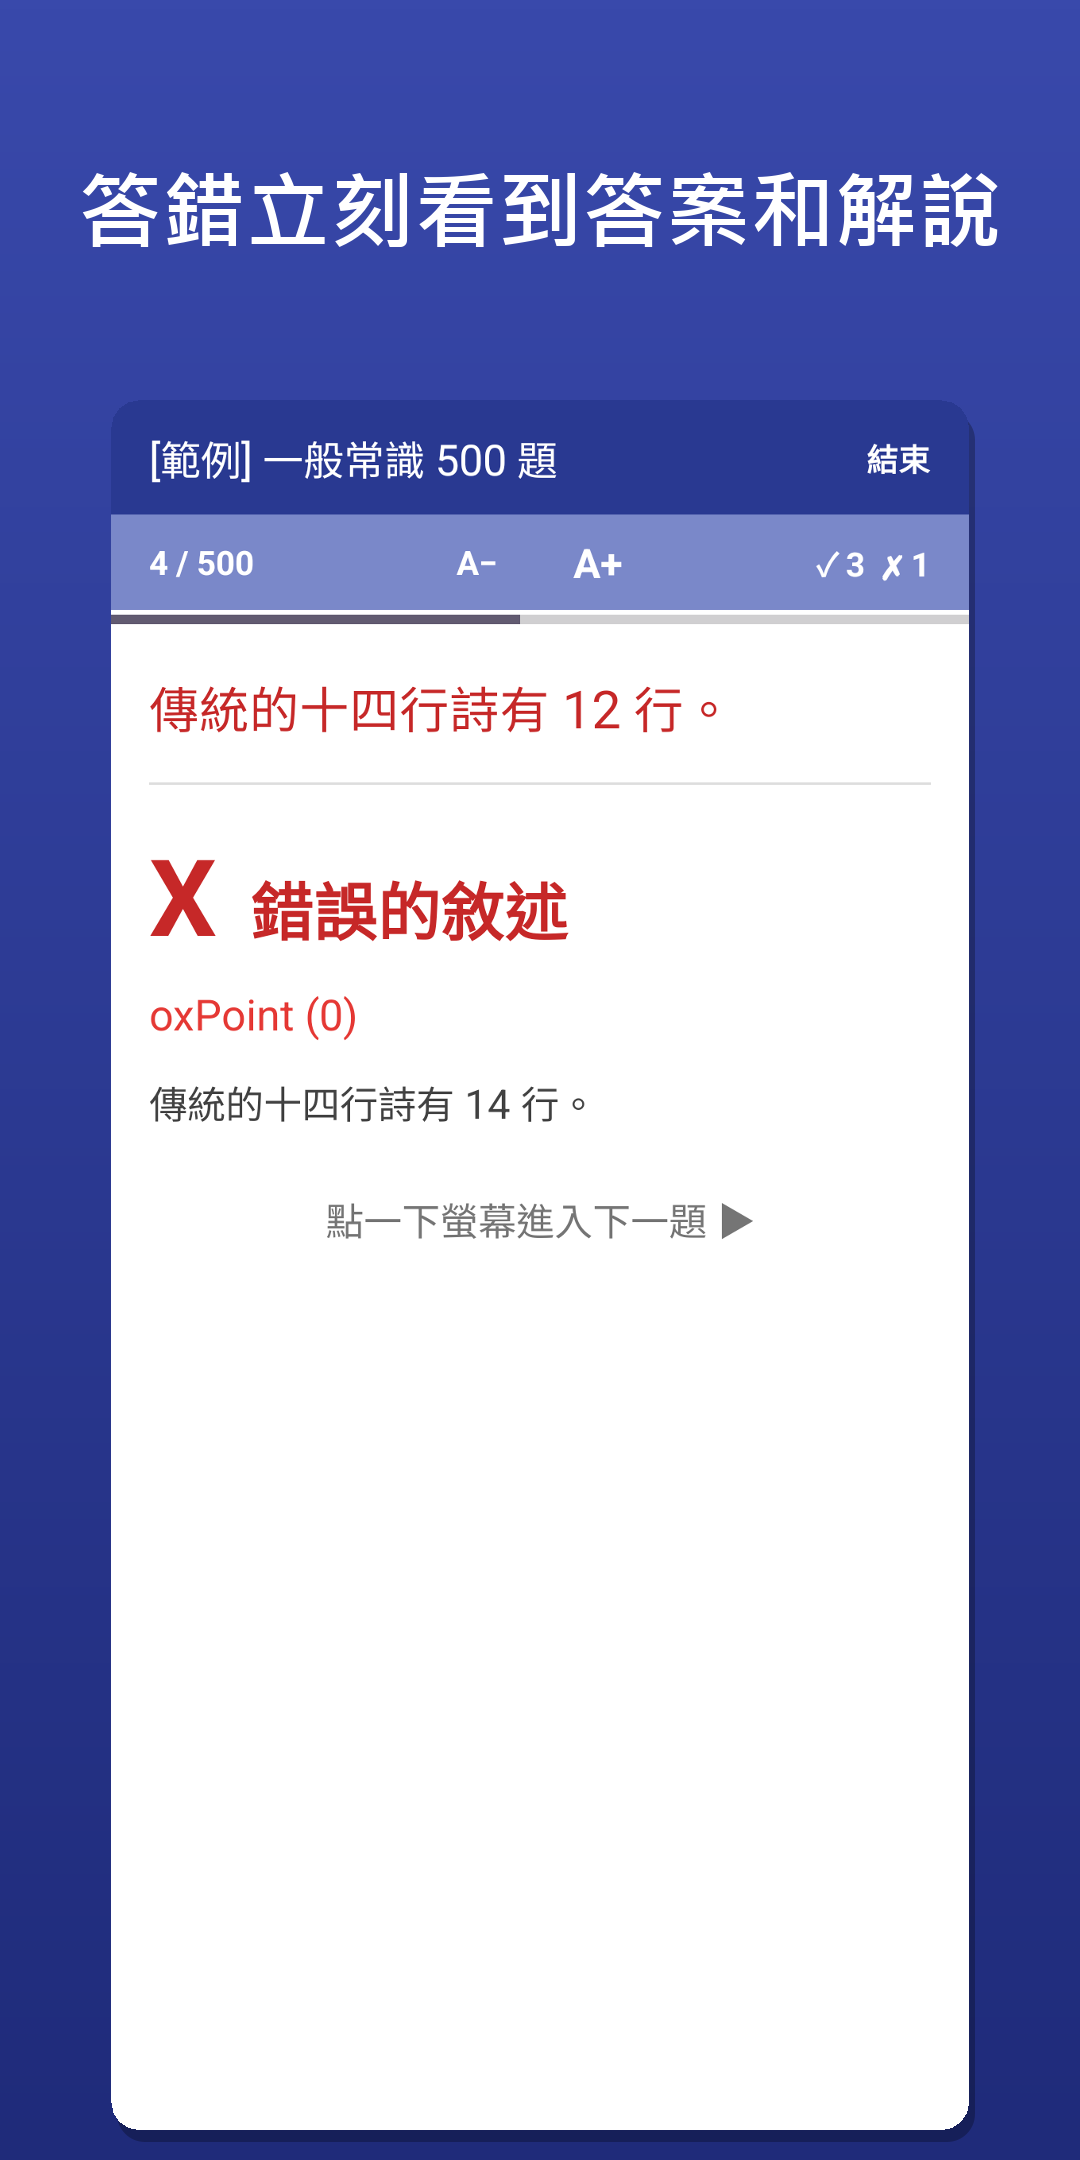 答錯立刻看到答案和解說
[範例] 一般常識 500 題
結束
4 / 500
A−
A+
✓3 ✗1
傳統的十四行詩有 12 行。
X 錯誤的敘述
oxPoint (0)
傳統的十四行詩有 14 行。
點一下螢幕進入下一題 ▶